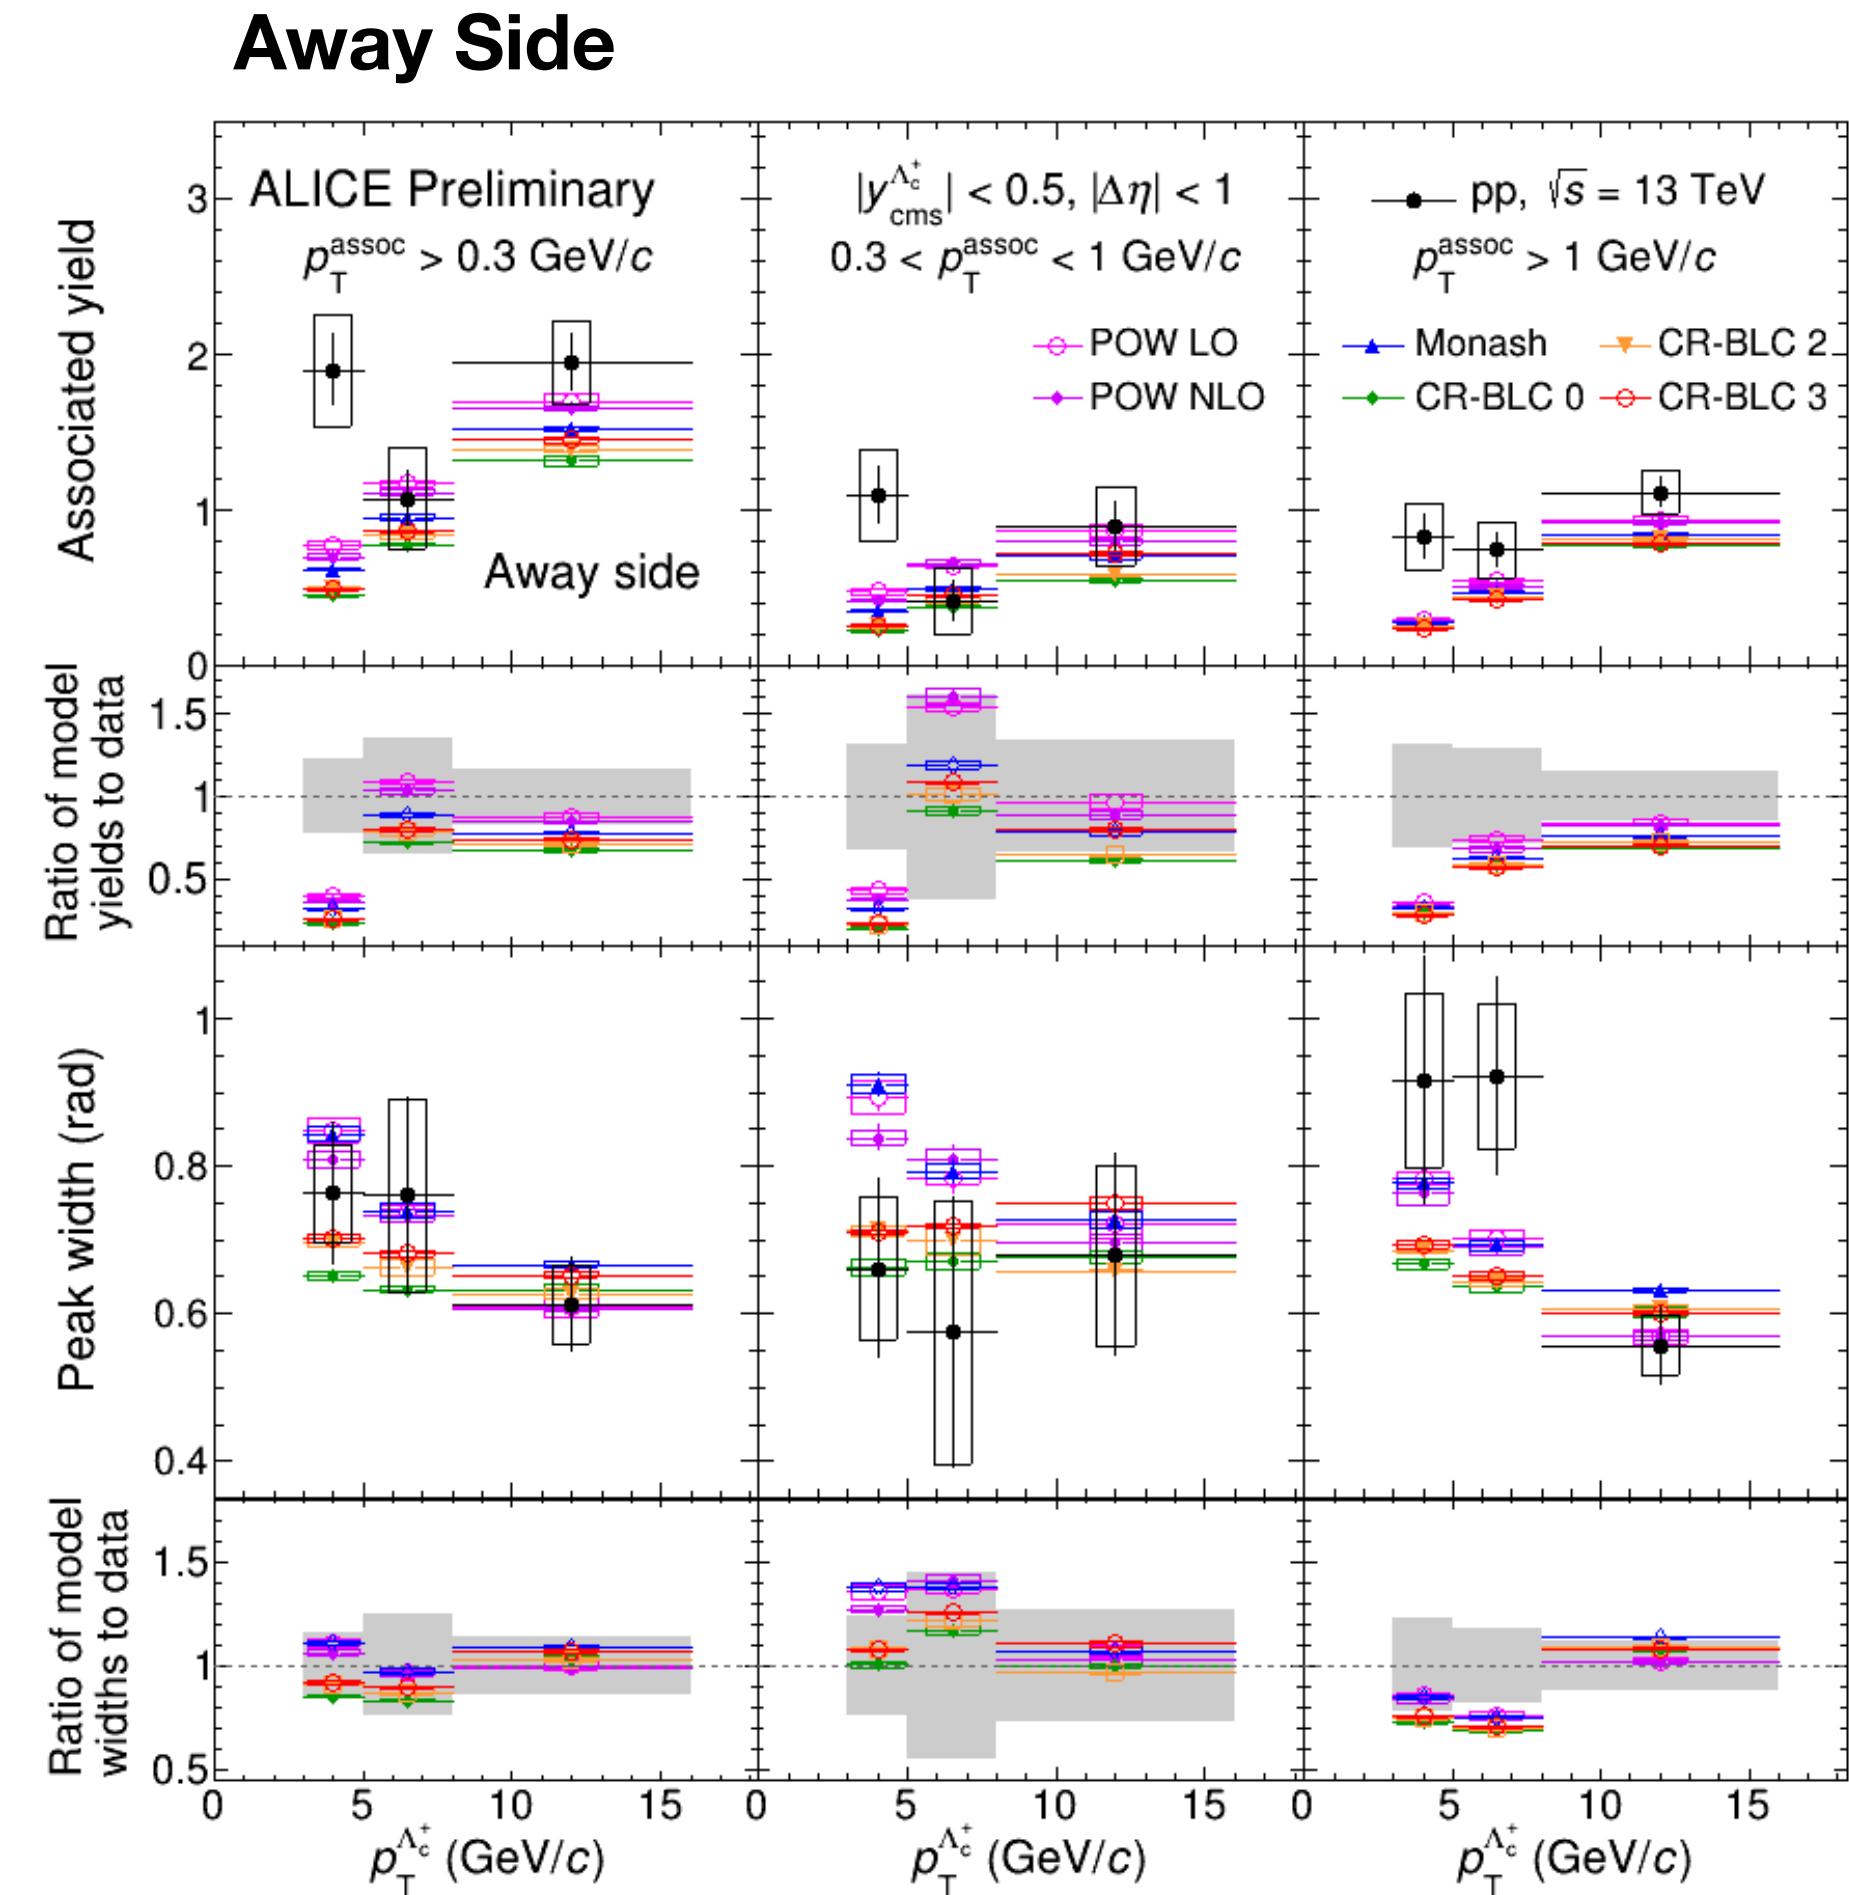 Away Side
ALICE Preliminary
p_T^assoc > 0.3 GeV/c
|y_cms^Λc+| < 0.5, |Δη| < 1
0.3 < p_T^assoc < 1 GeV/c
pp, √s = 13 TeV
p_T^assoc > 1 GeV/c
POW LO
POW NLO
Monash
CR-BLC 2
CR-BLC 0
CR-BLC 3
Away side
Associated yield
3
2
1
0
Ratio of model
yields to data
1.5
1
0.5
Peak width (rad)
1
0.8
0.6
0.4
Ratio of model
widths to data
1.5
1
0.5
0 5 10 15 0 5 10 15 0 5 10 15
p_T^Λc+ (GeV/c)
p_T^Λc+ (GeV/c)
p_T^Λc+ (GeV/c)